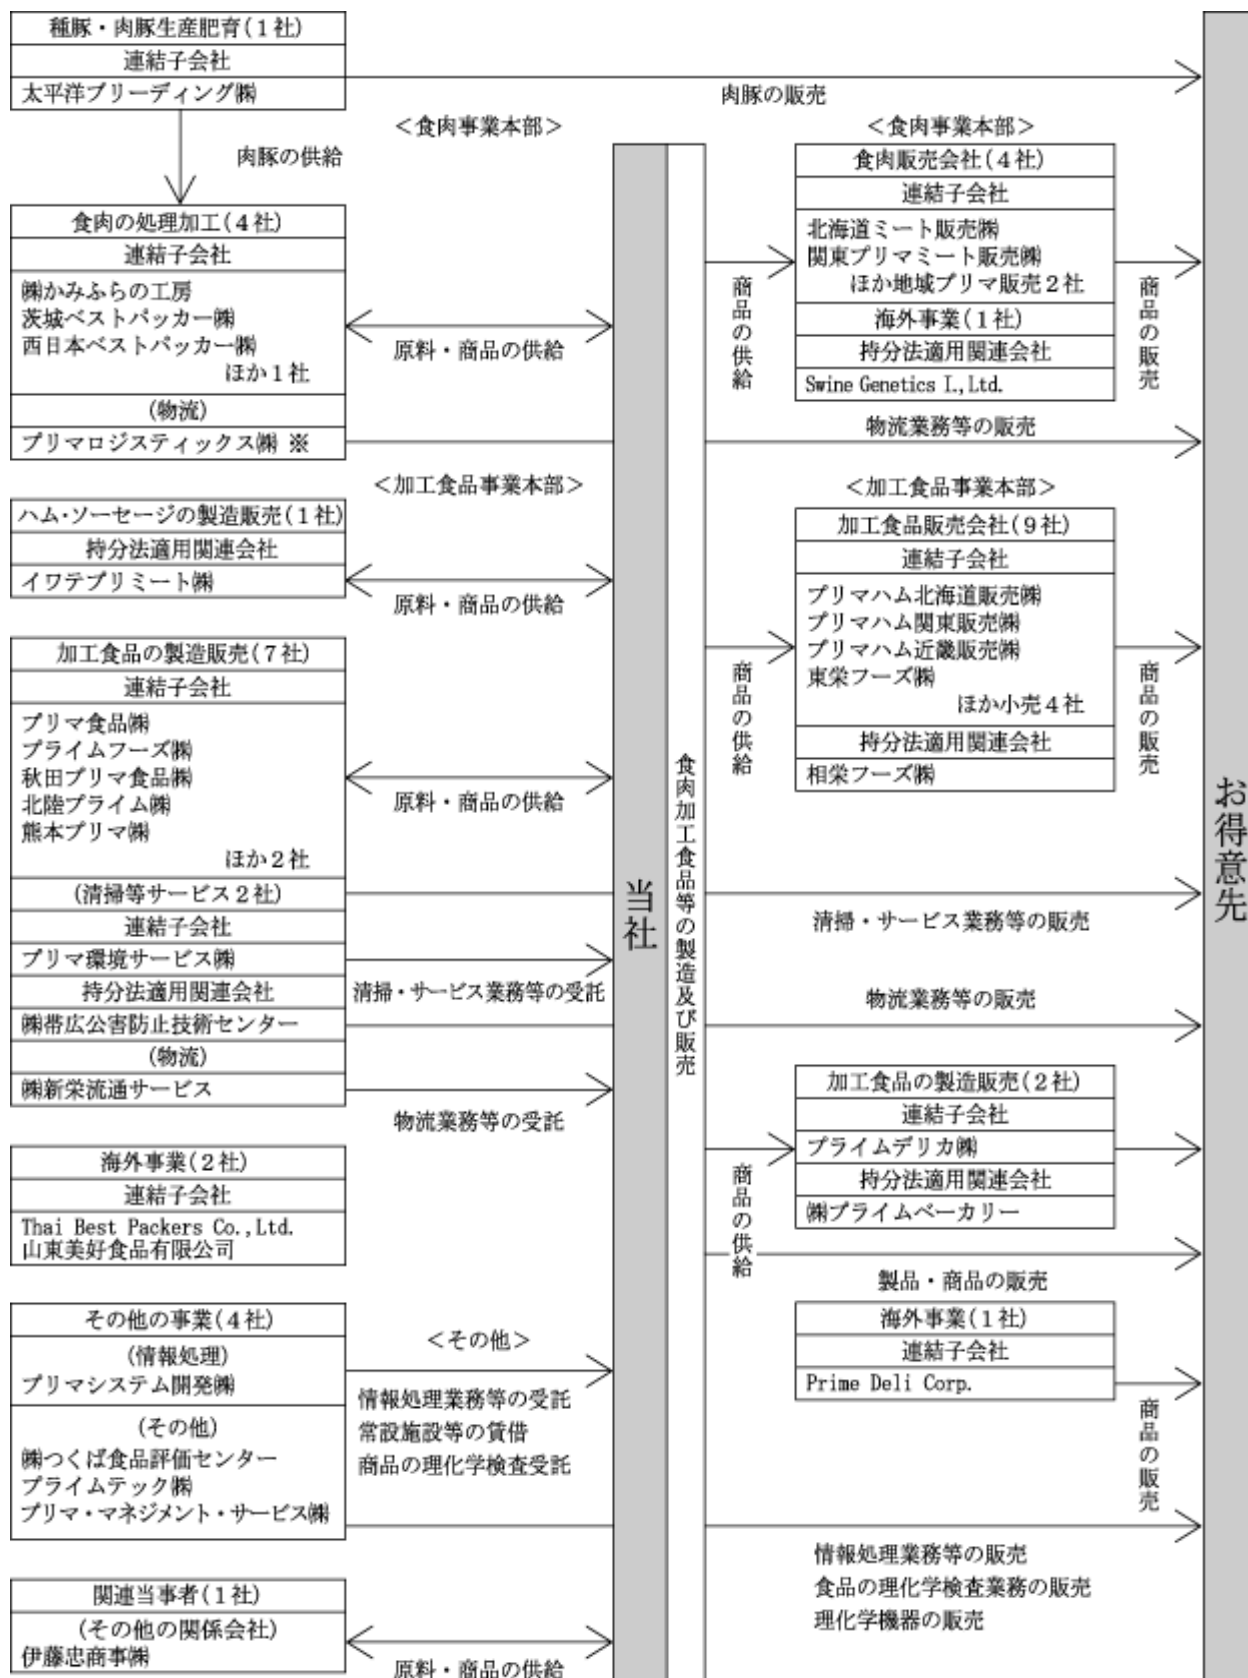 種豚・肉豚生産肥育(1社)
連結子会社
太平洋ブリーディング㈱
肉豚の販売
肉豚の供給
＜食肉事業本部＞
食肉の処理加工(4社)
連結子会社
㈱かみふらの工房
茨城ベストパッカー㈱
西日本ベストパッカー㈱
ほか1社
(物流)
プリマロジスティックス㈱ ※
原料・商品の供給
＜加工食品事業本部＞
ハム・ソーセージの製造販売(1社)
持分法適用関連会社
イワテプリミート㈱
原料・商品の供給
加工食品の製造販売(7社)
連結子会社
プリマ食品㈱
プライムフーズ㈱
秋田プリマ食品㈱
北陸プライム㈱
熊本プリマ㈱
ほか2社
原料・商品の供給
(清掃等サービス2社)
連結子会社
プリマ環境サービス㈱
持分法適用関連会社
㈱帯広公害防止技術センター
(物流)
㈱新栄流通サービス
清掃・サービス業務等の受託
物流業務等の受託
海外事業(2社)
連結子会社
Thai Best Packers Co.,Ltd.
山東美好食品有限公司
その他の事業(4社)
(情報処理)
プリマシステム開発㈱
(その他)
㈱つくば食品評価センター
プライムテック㈱
プリマ・マネジメント・サービス㈱
＜その他＞
情報処理業務等の受託
常設施設等の賃借
商品の理化学検査受託
関連当事者(1社)
(その他の関係会社)
伊藤忠商事㈱
原料・商品の供給
当社
食肉加工食品等の製造及び販売
＜食肉事業本部＞
食肉販売会社(4社)
連結子会社
北海道ミート販売㈱
関東プリマミート販売㈱
ほか地域プリマ販売2社
海外事業(1社)
持分法適用関連会社
Swine Genetics I.,Ltd.
商品の供給
商品の販売
物流業務等の販売
＜加工食品事業本部＞
加工食品販売会社(9社)
連結子会社
プリマハム北海道販売㈱
プリマハム関東販売㈱
プリマハム近畿販売㈱
東栄フーズ㈱
ほか小売4社
持分法適用関連会社
相栄フーズ㈱
商品の供給
商品の販売
清掃・サービス業務等の販売
物流業務等の販売
加工食品の製造販売(2社)
連結子会社
プライムデリカ㈱
持分法適用関連会社
㈱プライムベーカリー
商品の供給
製品・商品の販売
海外事業(1社)
連結子会社
Prime Deli Corp.
商品の販売
情報処理業務等の販売
食品の理化学検査業務の販売
理化学機器の販売
お得意先